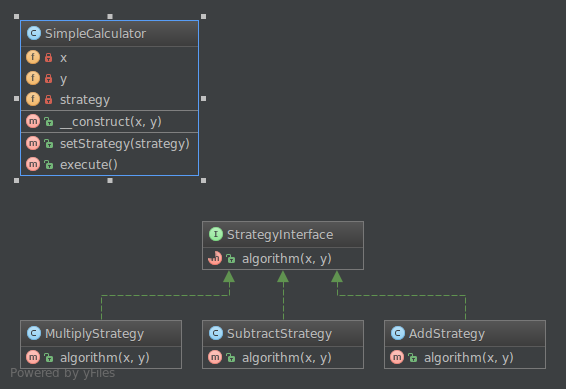 C SimpleCalculator
f x
f y
f strategy
m __construct(x, y)
m setStrategy(strategy)
m execute()
I StrategyInterface
m algorithm(x, y)
C MultiplyStrategy
m algorithm(x, y)
C SubtractStrategy
m algorithm(x, y)
C AddStrategy
m algorithm(x, y)
Powered by yFiles